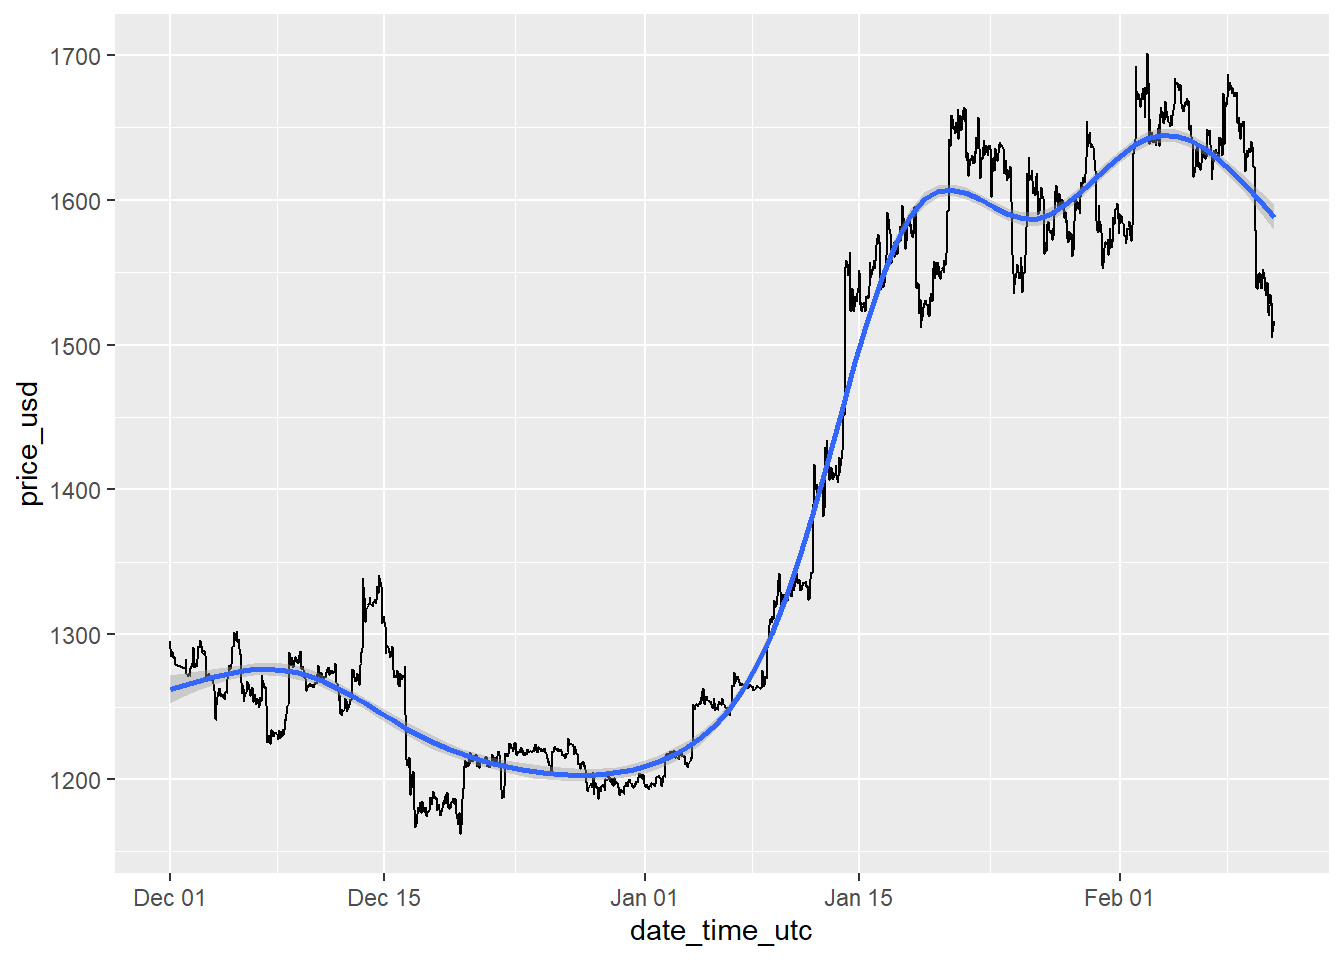 1700
1600
1500
1400
1300
1200
price_usd
Dec 01
Dec 15
Jan 01
Jan 15
Feb 01
date_time_utc